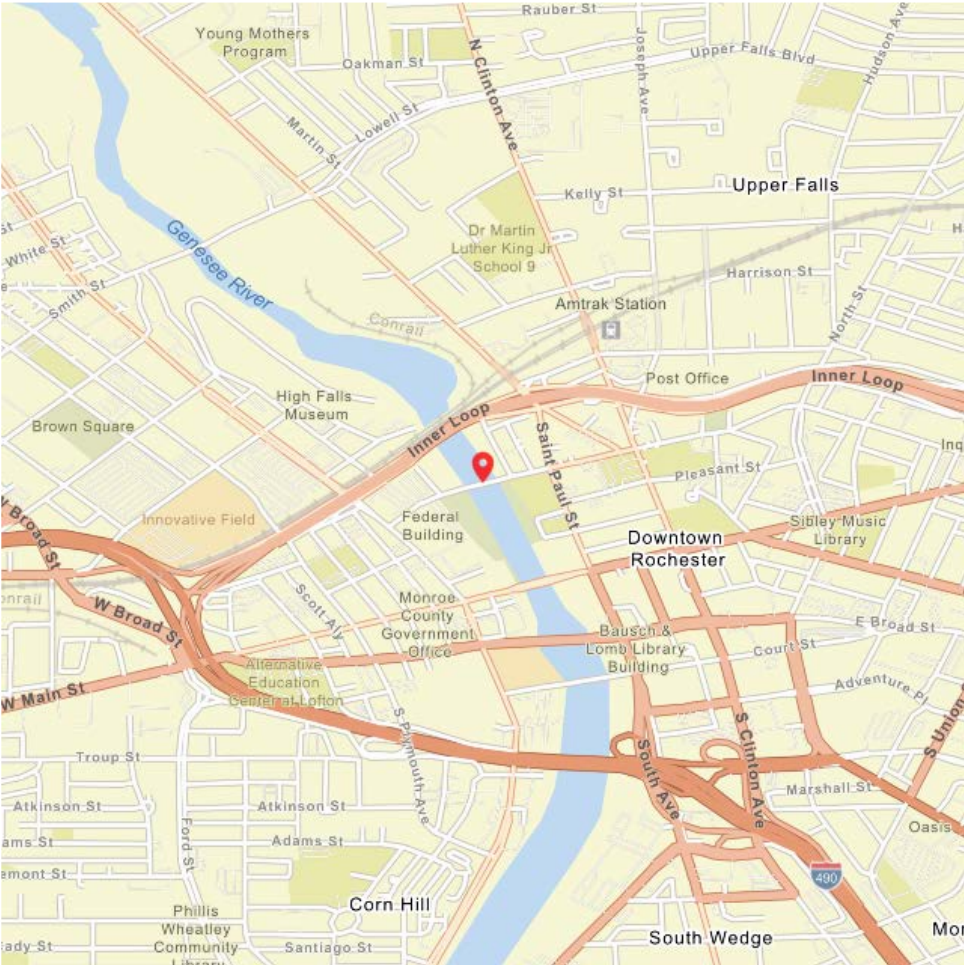 Rauber St
Young Mothers
Program
Oakman St
N Clinton Ave
Joseph Ave
Upper Falls Blvd
Hudson Ave
Lowell St
Martin St
Kelly St
Upper Falls
Dr Martin
Luther King Jr
School 9
White St
Smith St
Genesee River
Harrison St
Amtrak Station
North St
Conrail
Post Office
Inner Loop
High Falls
Museum
Inner Loop
Brown Square
Saint Paul St
Pleasant St
Innovative Field
Federal
Building
Downtown
Rochester
Sibley Music
Library
W Broad St
W Broad St
Scott Aly
Monroe
County
Government
Office
Bausch &
Lomb Library
Building
E Broad St
Court St
Alternative
Education
Center at Lofton
W Main St
Adventure Pl
S Plymouth Ave
S Clinton Ave
South Ave
S Union
Troup St
Marshall St
Atkinson St
Atkinson St
Ford St
Adams St
Oasis
490
Corn Hill
Phillis
Wheatley
Community
Library
Santiago St
South Wedge